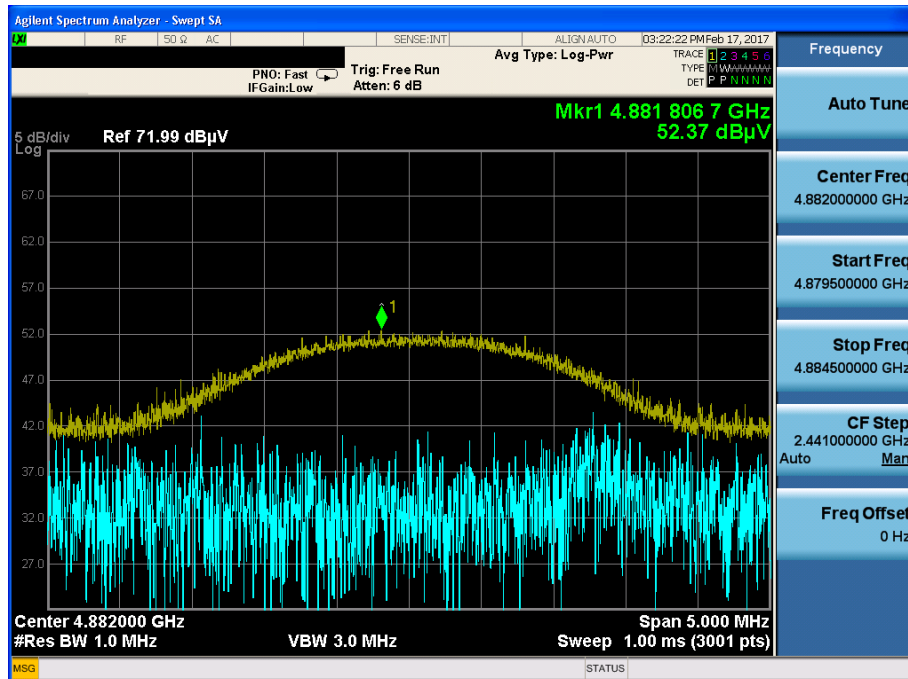 Agilent Spectrum Analyzer - Swept SA
LXI RF 50 Ω AC SENSE:INT ALIGN AUTO 03:22:22 PM Feb 17, 2017
Frequency
PNO: Fast Trig: Free Run Avg Type: Log-Pwr TRACE 1 2 3 4 5 6
IFGain:Low Atten: 6 dB TYPE M W W W W W
DET P P N N N N
Auto Tune
Mkr1 4.881 806 7 GHz
52.37 dBµV
5 dB/div Ref 71.99 dBµV
Log
67.0
62.0
57.0
52.0
47.0
42.0
37.0
32.0
27.0
1
Center Freq
4.882000000 GHz
Start Freq
4.879500000 GHz
Stop Freq
4.884500000 GHz
CF Step
2.441000000 GHz
Auto Man
Freq Offset
0 Hz
Center 4.882000 GHz Span 5.000 MHz
#Res BW 1.0 MHz VBW 3.0 MHz Sweep 1.00 ms (3001 pts)
MSG STATUS